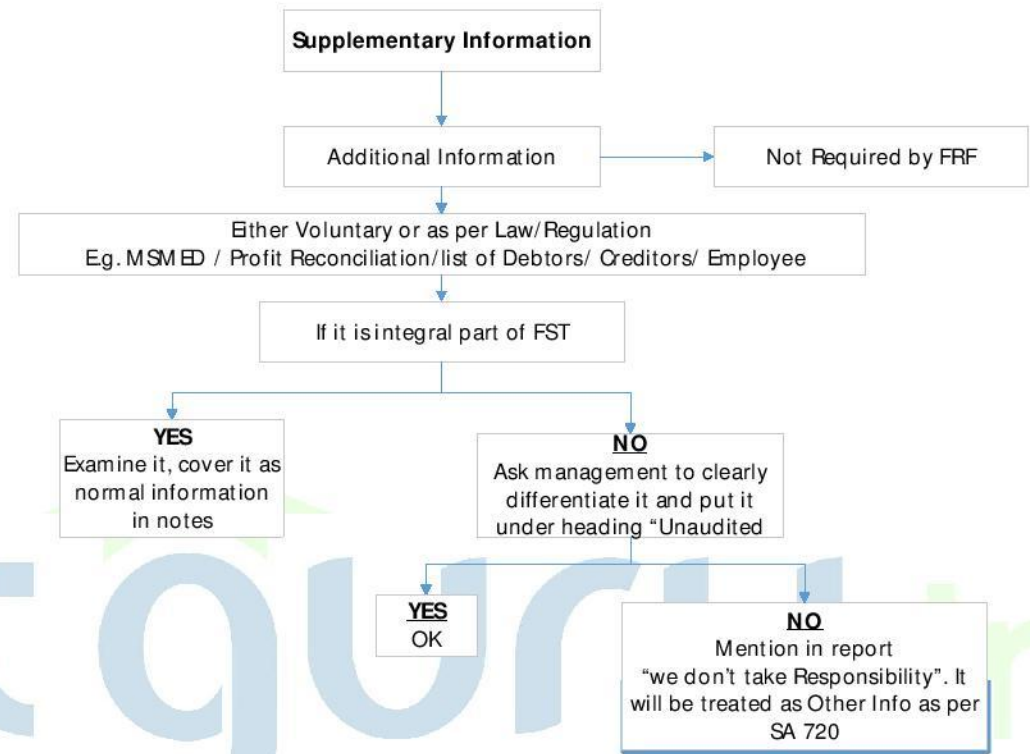 Supplementary Information
Additional Information
Not Required by FRF
Either Voluntary or as per Law/Regulation
E.g. MSMED / Profit Reconciliation/list of Debtors/ Creditors/ Employee
If it is integral part of FST
YES
Examine it, cover it as
normal information
in notes
NO
Ask management to clearly
differentiate it and put it
under heading “Unaudited
YES
OK
NO
Mention in report
“we don’t take Responsibility”. It
will be treated as Other Info as per
SA 720